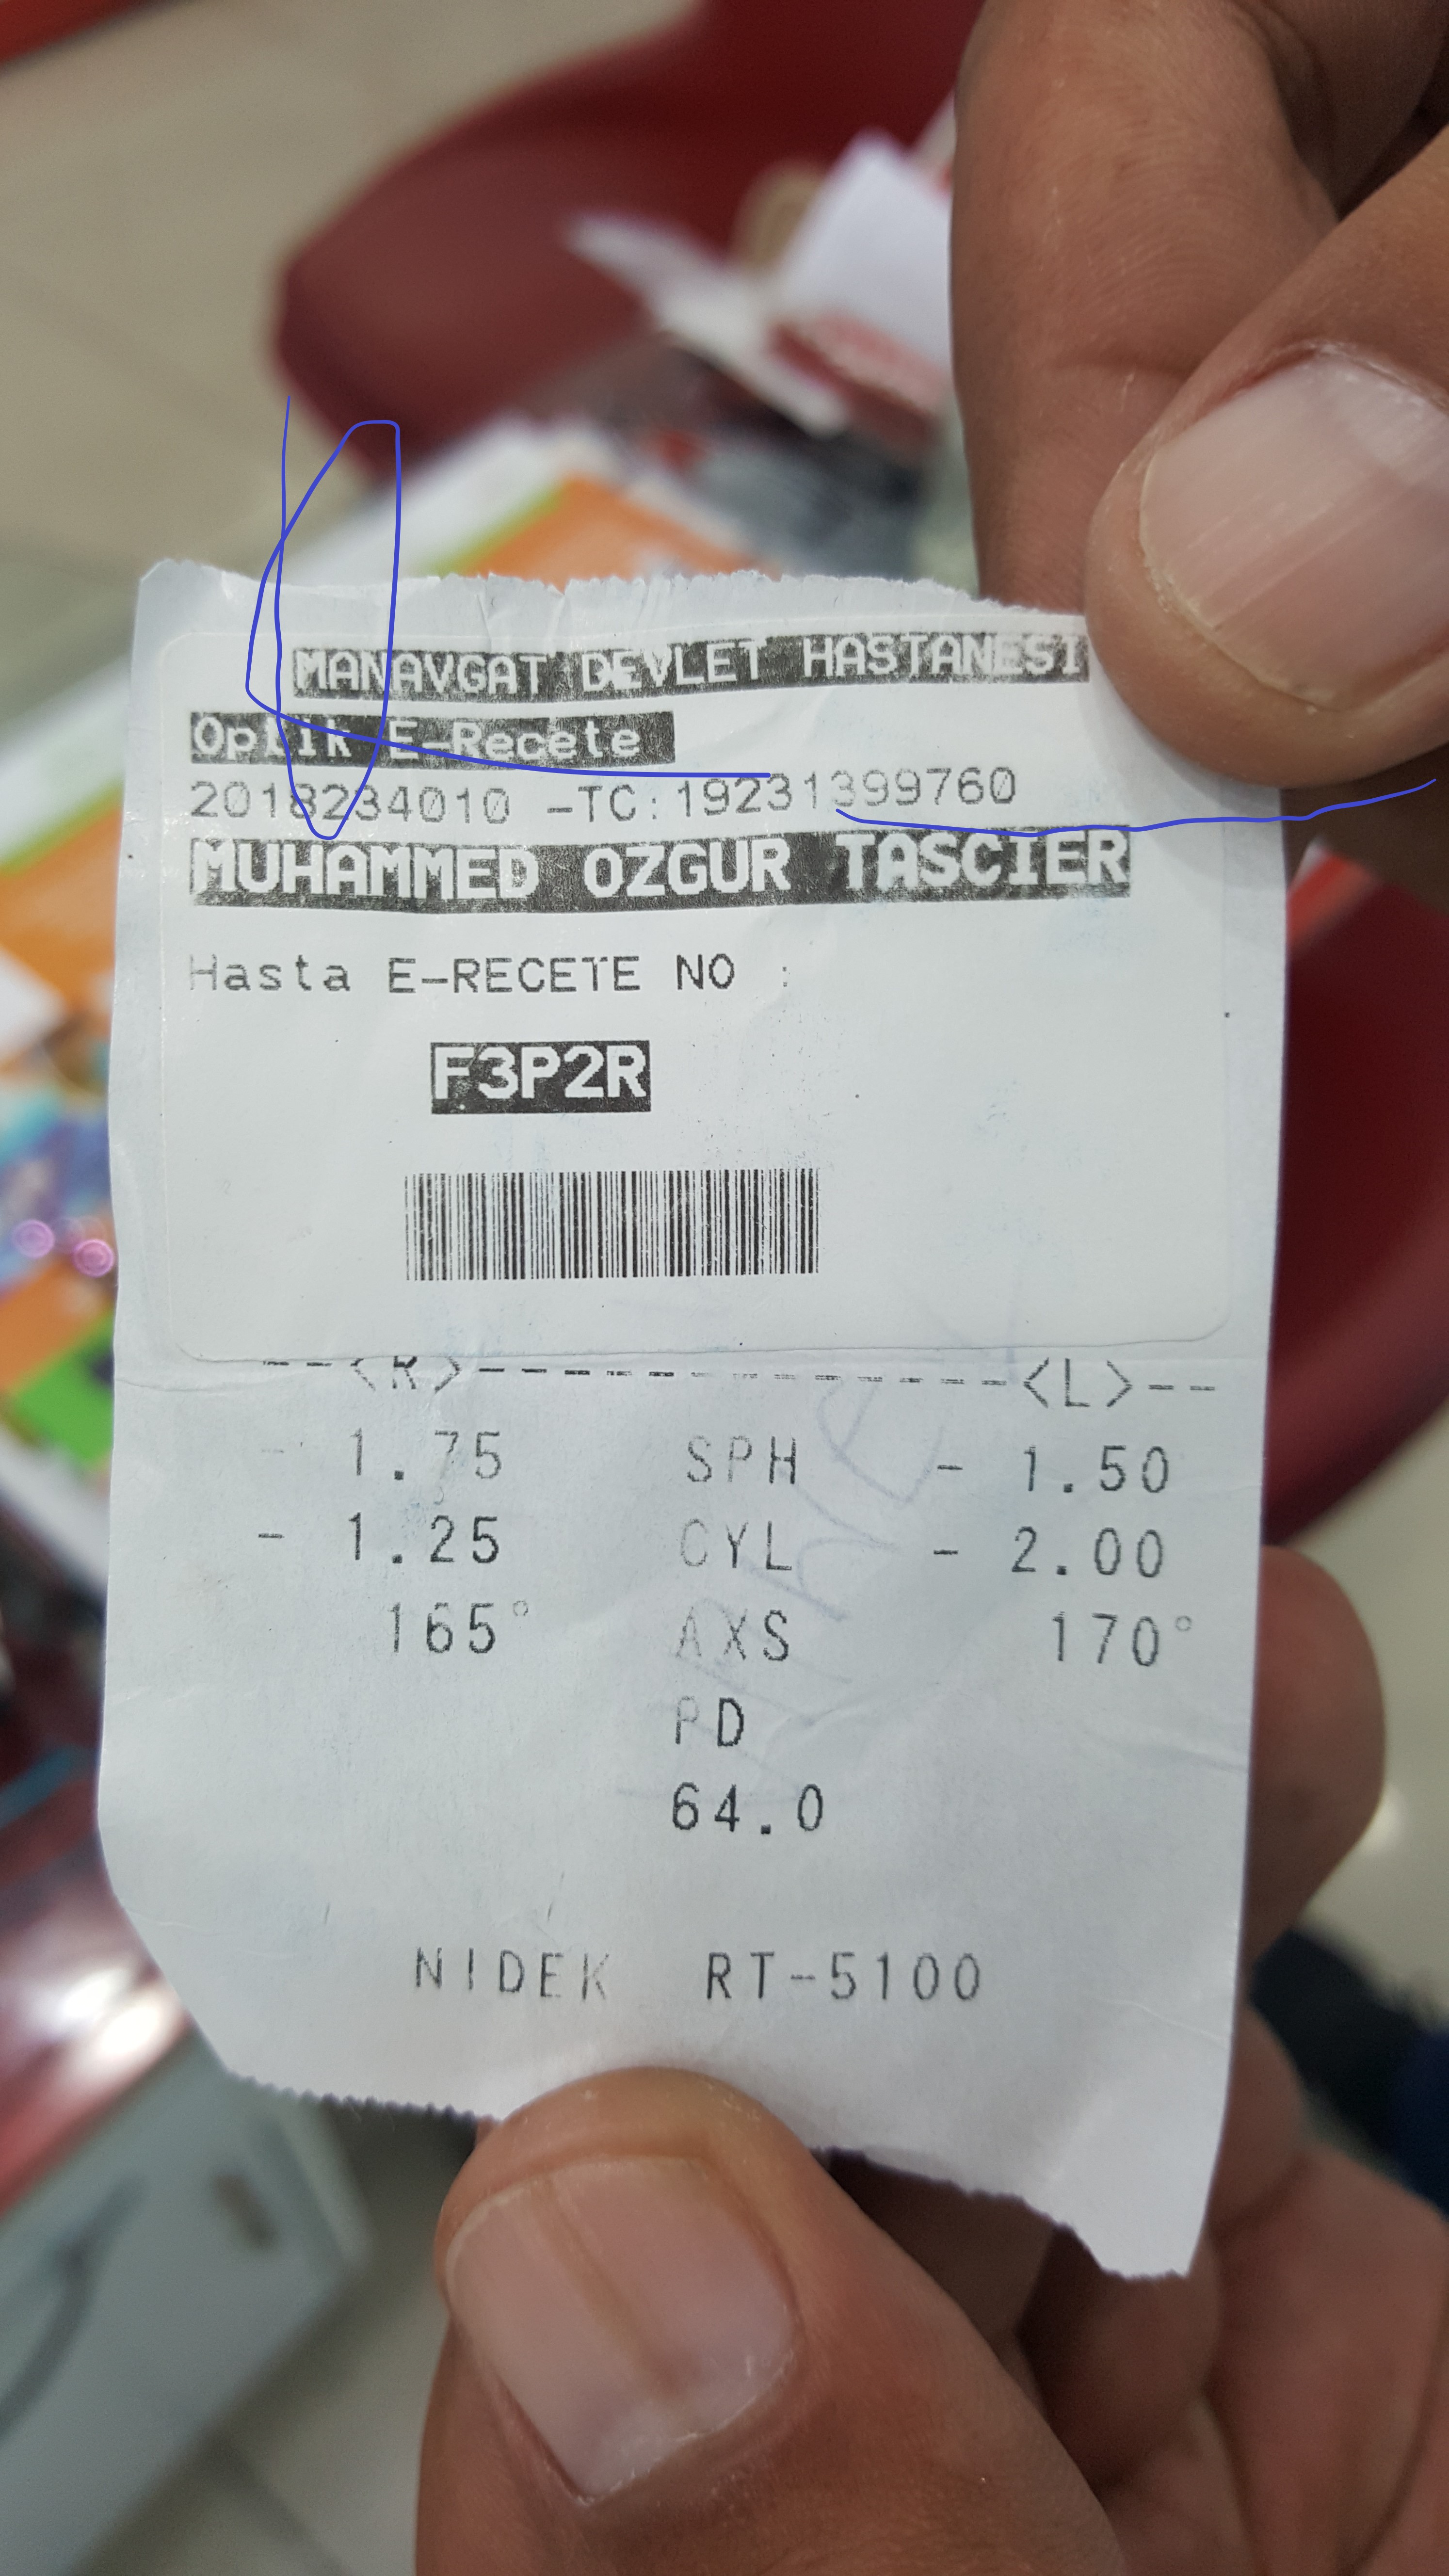 MANAVGAT DEVLET HASTANESI
Optik E-Recete
2018234010 -TC:19231399760
MUHAMMED OZGUR TASCIER
Hasta E-RECETE NO :
F3P2R
--<R>----------------<L>--
- 1.75 SPH - 1.50
- 1.25 CYL - 2.00
165° AXS 170°
PD
64.0
NIDEK RT-5100